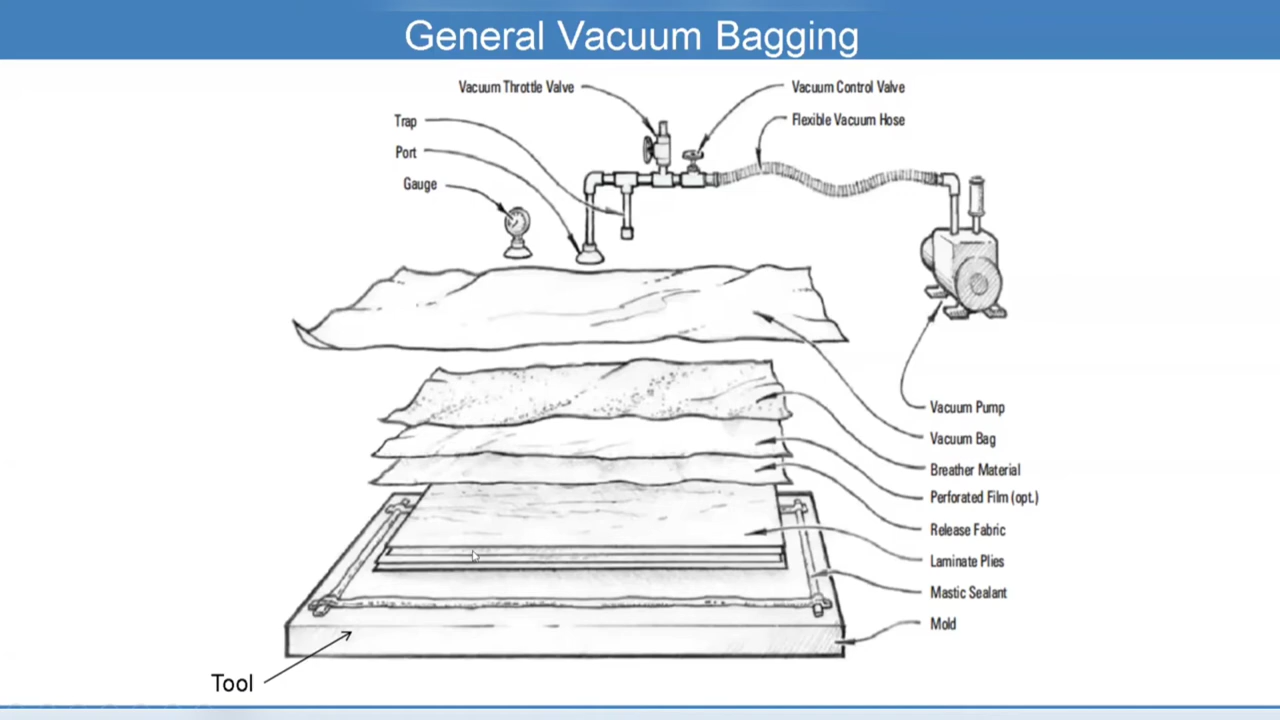 General Vacuum Bagging
Vacuum Throttle Valve
Vacuum Control Valve
Trap
Flexible Vacuum Hose
Port
Gauge
Vacuum Pump
Vacuum Bag
Breather Material
Perforated Film (opt.)
Release Fabric
Laminate Plies
Mastic Sealant
Mold
Tool